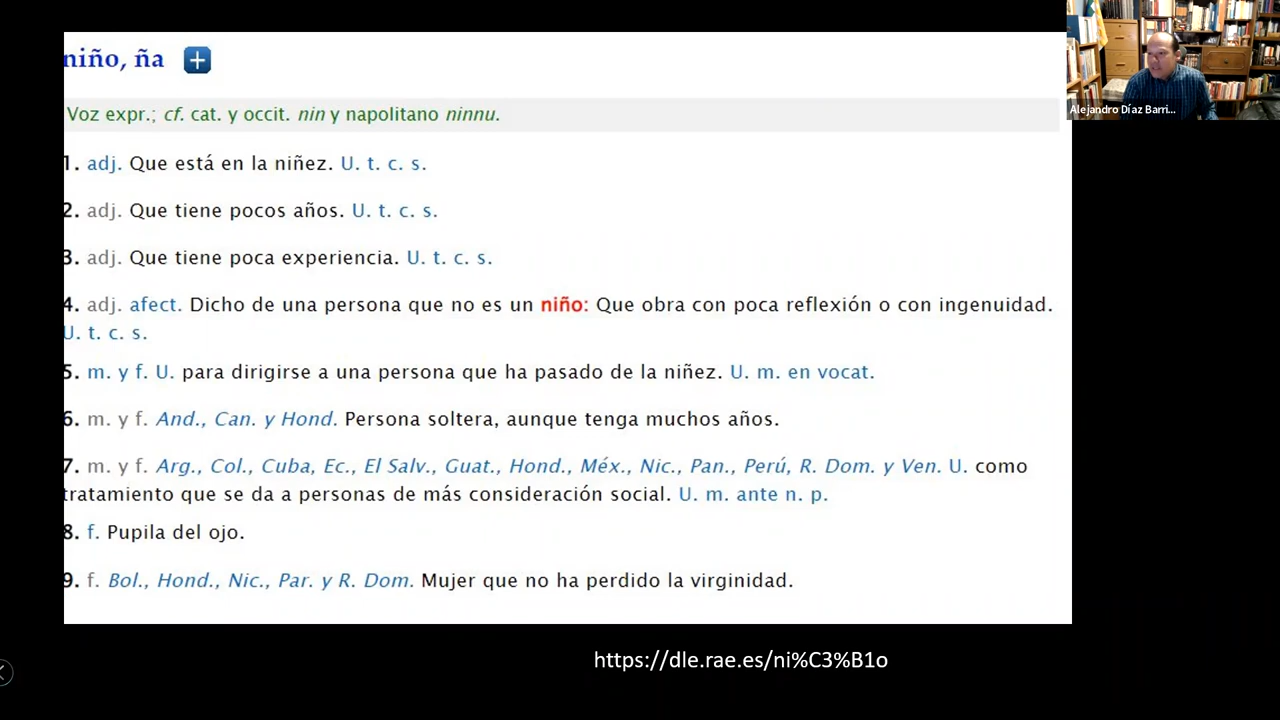 niño, ña
Voz expr.; cf. cat. y occit. nin y napolitano ninnu.
1. adj. Que está en la niñez. U. t. c. s.
2. adj. Que tiene pocos años. U. t. c. s.
3. adj. Que tiene poca experiencia. U. t. c. s.
4. adj. afect. Dicho de una persona que no es un niño: Que obra con poca reflexión o con ingenuidad.
U. t. c. s.
5. m. y f. U. para dirigirse a una persona que ha pasado de la niñez. U. m. en vocat.
6. m. y f. And., Can. y Hond. Persona soltera, aunque tenga muchos años.
7. m. y f. Arg., Col., Cuba, Ec., El Salv., Guat., Hond., Méx., Nic., Pan., Perú, R. Dom. y Ven. U. como
tratamiento que se da a personas de más consideración social. U. m. ante n. p.
8. f. Pupila del ojo.
9. f. Bol., Hond., Nic., Par. y R. Dom. Mujer que no ha perdido la virginidad.
https://dle.rae.es/ni%C3%B1o
Alejandro Díaz Barri...